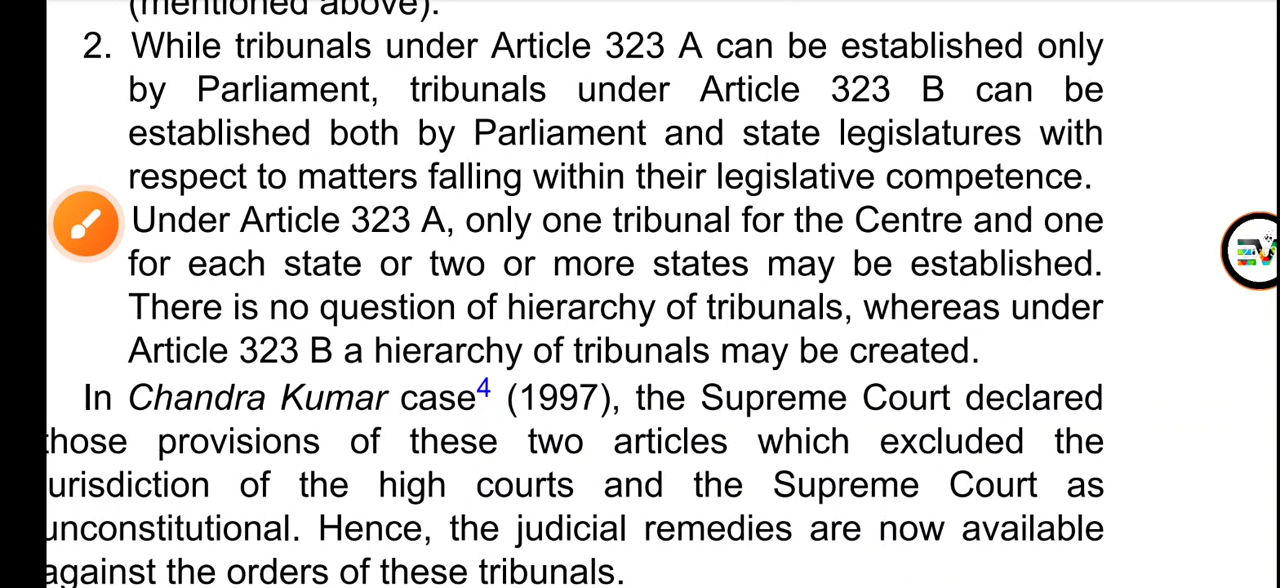 (mentioned above).
2. While tribunals under Article 323 A can be established only
by Parliament, tribunals under Article 323 B can be
established both by Parliament and state legislatures with
respect to matters falling within their legislative competence.
Under Article 323 A, only one tribunal for the Centre and one
for each state or two or more states may be established.
There is no question of hierarchy of tribunals, whereas under
Article 323 B a hierarchy of tribunals may be created.
In Chandra Kumar case4 (1997), the Supreme Court declared
those provisions of these two articles which excluded the
jurisdiction of the high courts and the Supreme Court as
unconstitutional. Hence, the judicial remedies are now available
against the orders of these tribunals.